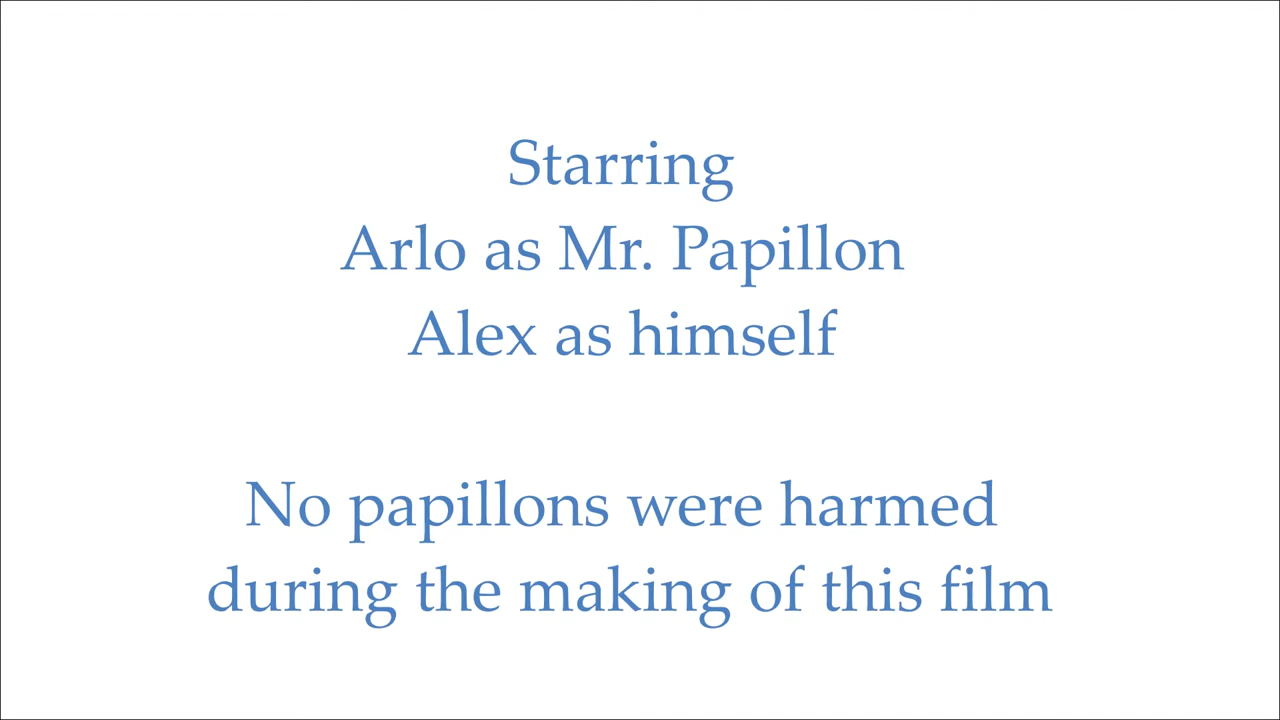 Starring
Arlo as Mr. Papillon
Alex as himself
No papillons were harmed
during the making of this film